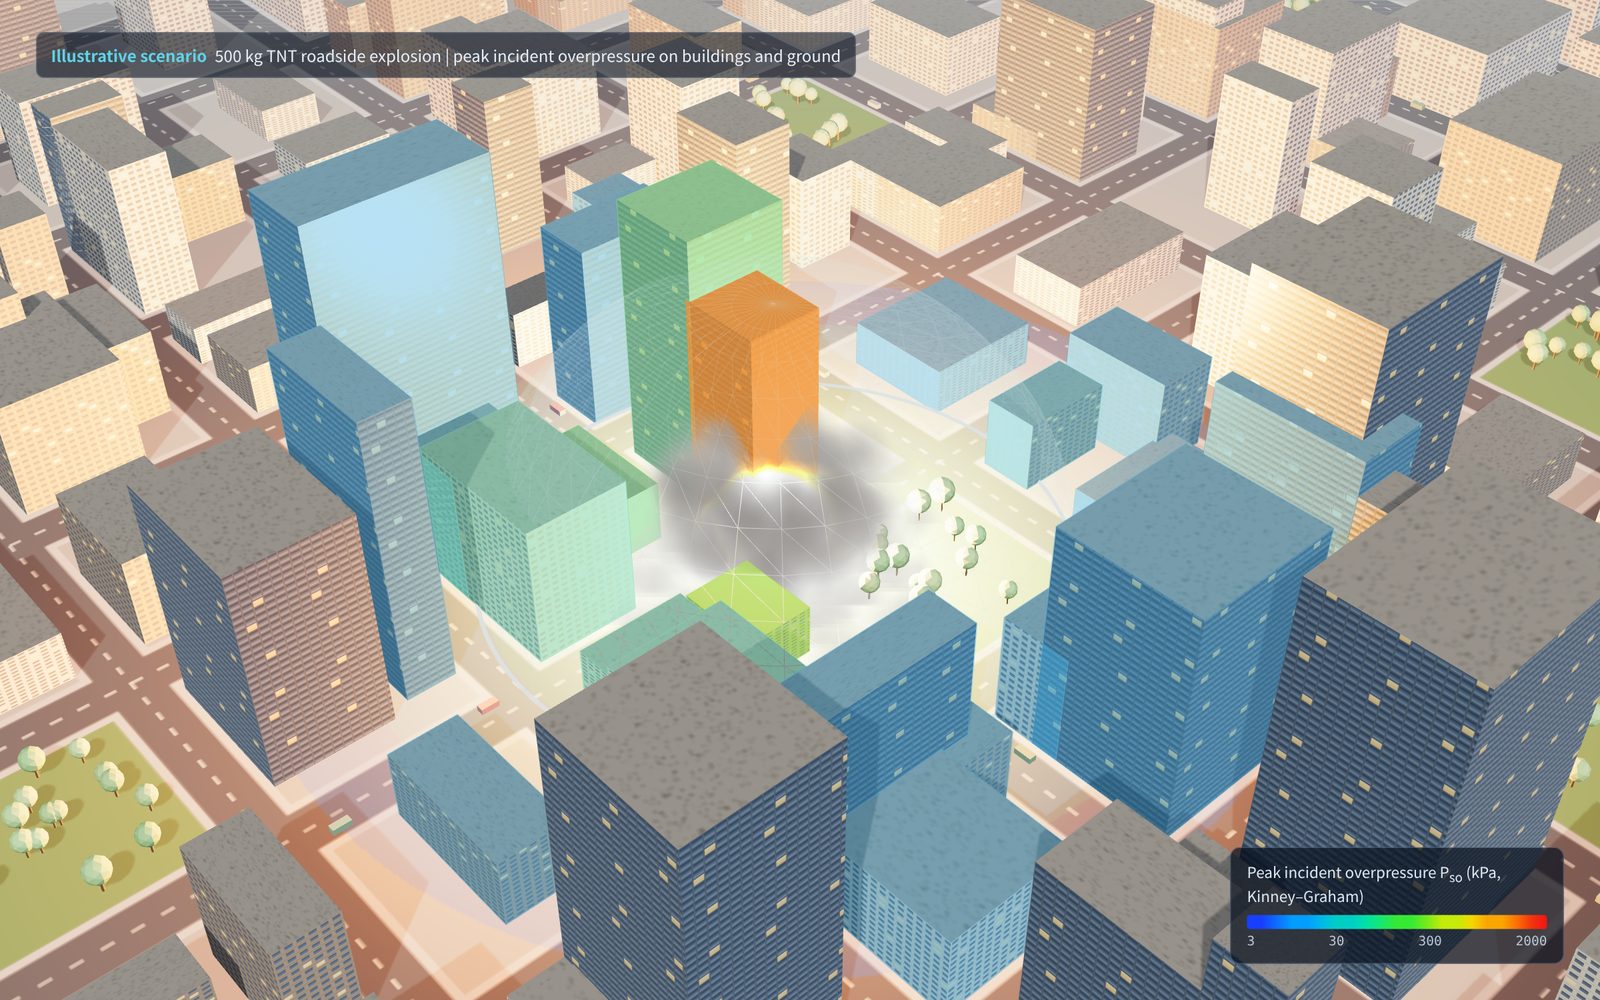 Illustrative scenario 500 kg TNT roadside explosion | peak incident overpressure on buildings and ground
Peak incident overpressure Pso (kPa,
Kinney–Graham)
3 30 300 2000